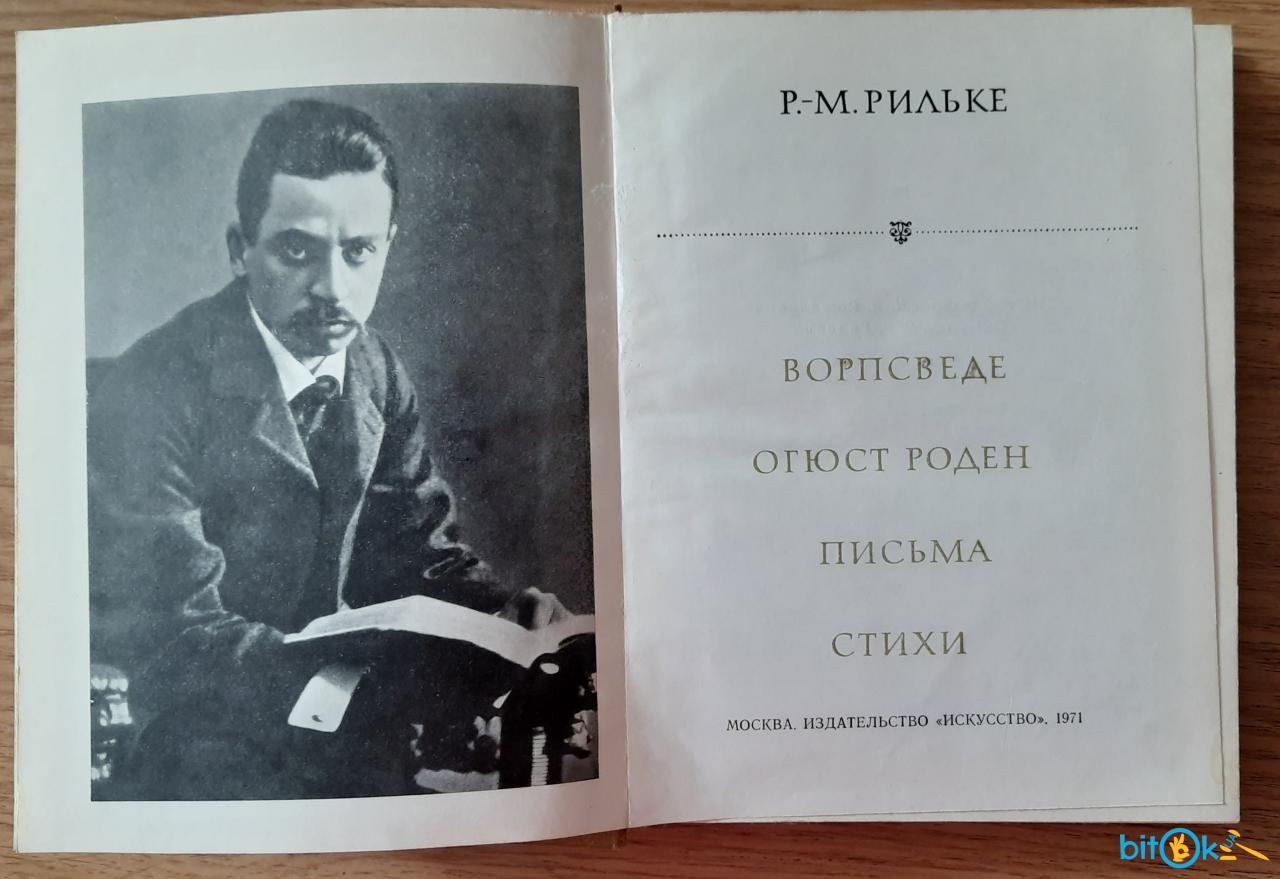 Р.-М. РИЛЬКЕ
ВОРПСВЕДЕ
ОГЮСТ РОДЕН
ПИСЬМА
СТИХИ
МОСКВА. ИЗДАТЕЛЬСТВО «ИСКУССТВО». 1971
bitOk